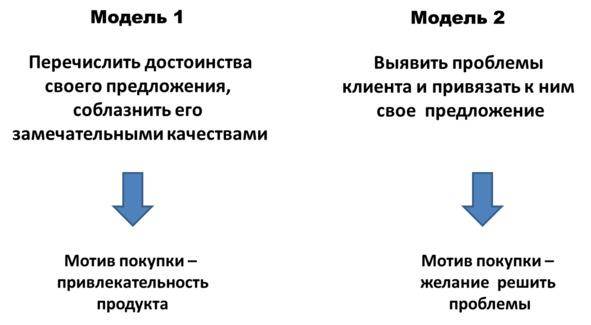 Модель 1
Перечислить достоинства
своего предложения,
соблазнить его
замечательными качествами
Мотив покупки –
привлекательность
продукта
Модель 2
Выявить проблемы
клиента и привязать к ним
свое предложение
Мотив покупки –
желание решить
проблемы